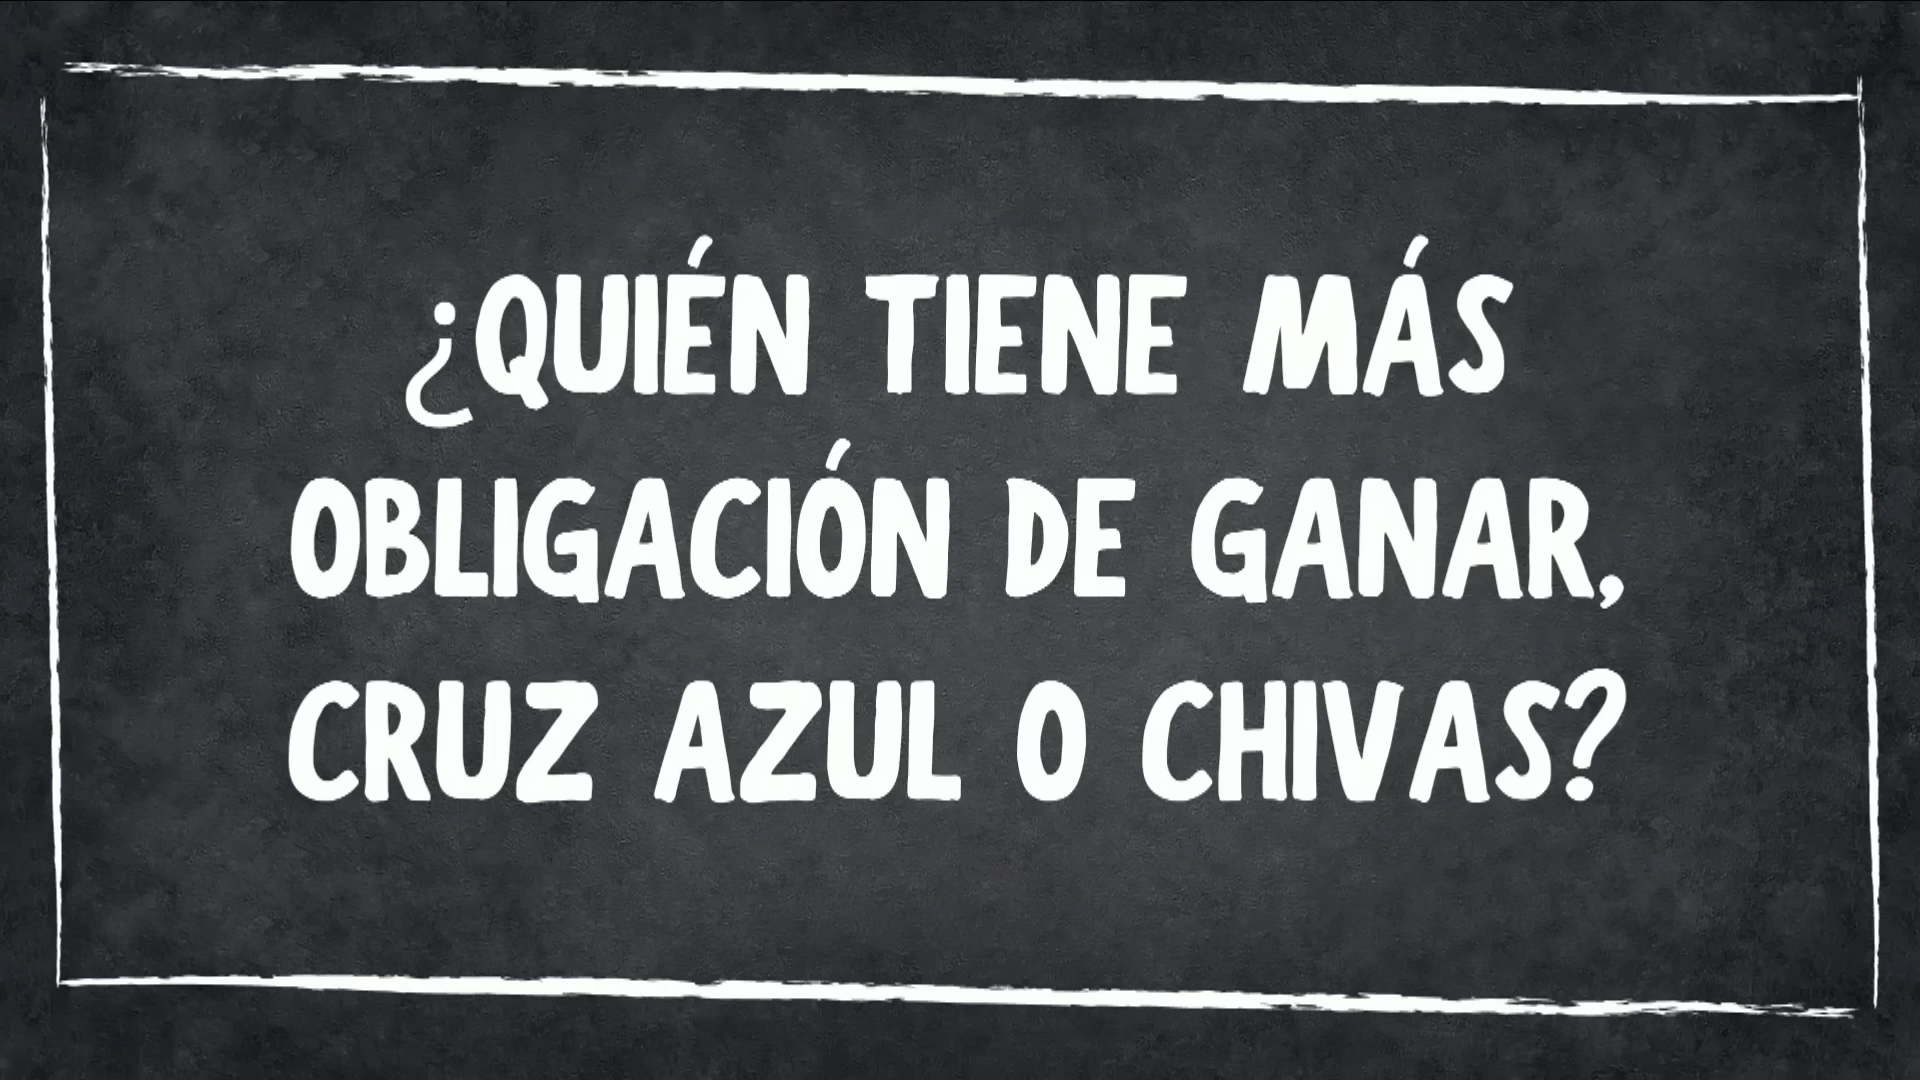 ¿QUIÉN TIENE MÁS
OBLIGACIÓN DE GANAR,
CRUZ AZUL O CHIVAS?